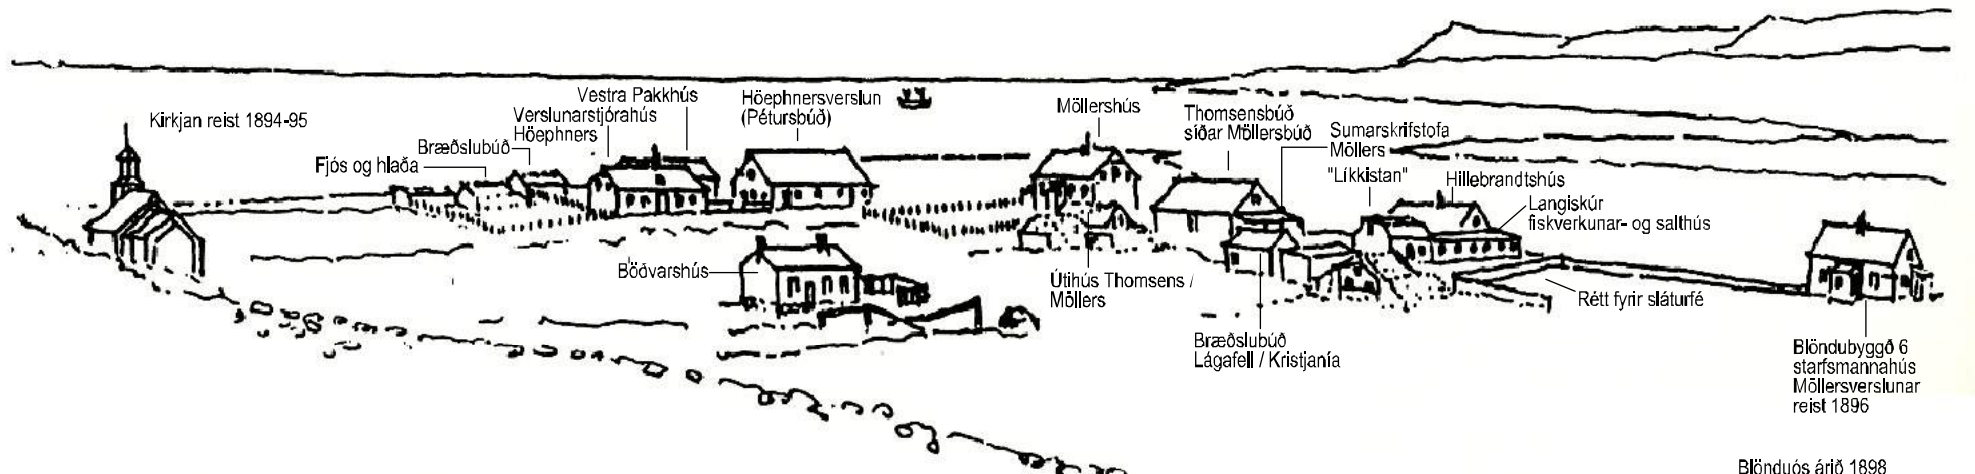 Kirkjan reist 1894-95
Fjós og hlaða
Bræðslubúð
Verslunarstjórahús
Höephners
Vestra Pakkhús
Höephnersverslun
(Pétursbúð)
Möllershús
Thomsensbúð
síðar Möllersbúð
Sumarskrifstofa
Möllers
"Líkkistan"
Hillebrandtshús
Langiskúr
fiskverkunar- og salthús
Böðvarshús
Útihús Thomsens /
Möllers
Rétt fyrir sláturfé
Bræðslubúð
Lágafell / Kristjanía
Blöndubyggð 6
starfsmannahús
Möllersverslunar
reist 1896
Blönduós árið 1898